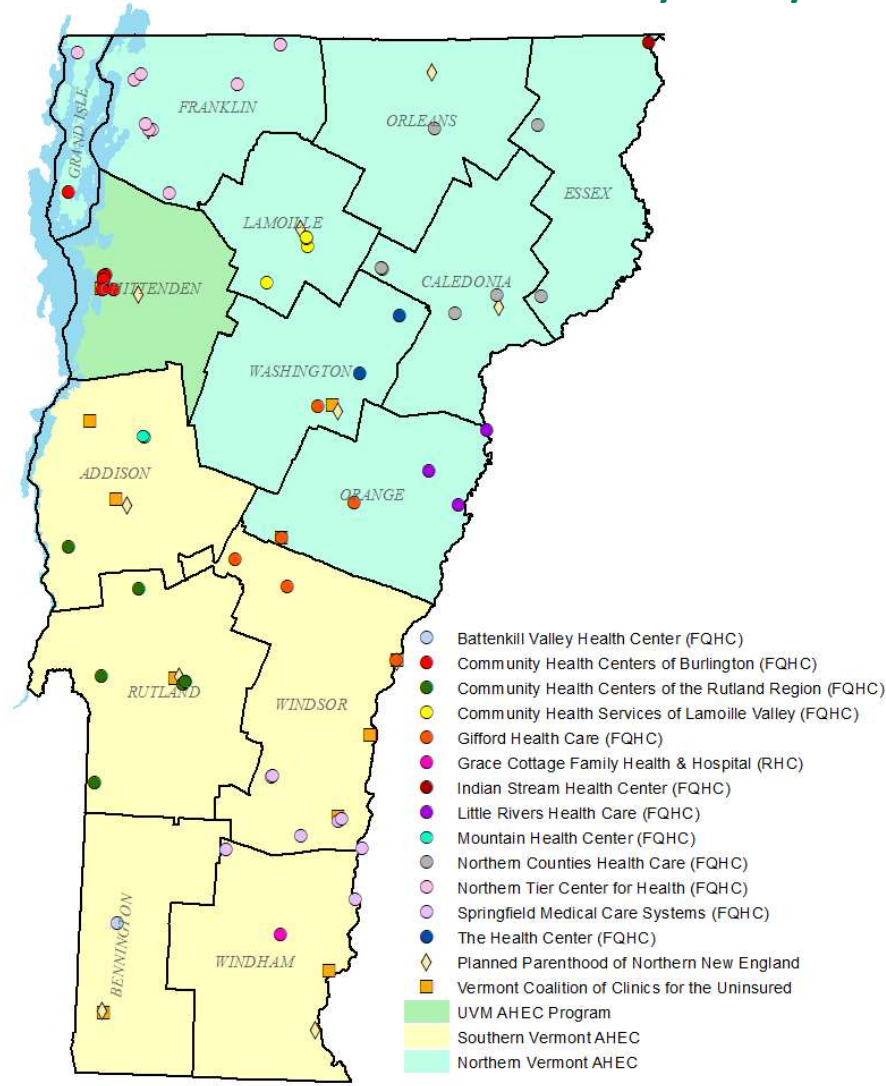 FRANKLIN
ORLEANS
GRAND ISLE
ESSEX
LAMOILLE
CALEDONIA
HITTENDEN
WASHINGTON
ADDISON
ORANGE
RUTLAND
WINDSOR
BENNINGTON
WINDHAM
Battenkill Valley Health Center (FQHC)
Community Health Centers of Burlington (FQHC)
Community Health Centers of the Rutland Region (FQHC)
Community Health Services of Lamoille Valley (FQHC)
Gifford Health Care (FQHC)
Grace Cottage Family Health & Hospital (RHC)
Indian Stream Health Center (FQHC)
Little Rivers Health Care (FQHC)
Mountain Health Center (FQHC)
Northern Counties Health Care (FQHC)
Northern Tier Center for Health (FQHC)
Springfield Medical Care Systems (FQHC)
The Health Center (FQHC)
Planned Parenthood of Northern New England
Vermont Coalition of Clinics for the Uninsured
UVM AHEC Program
Southern Vermont AHEC
Northern Vermont AHEC